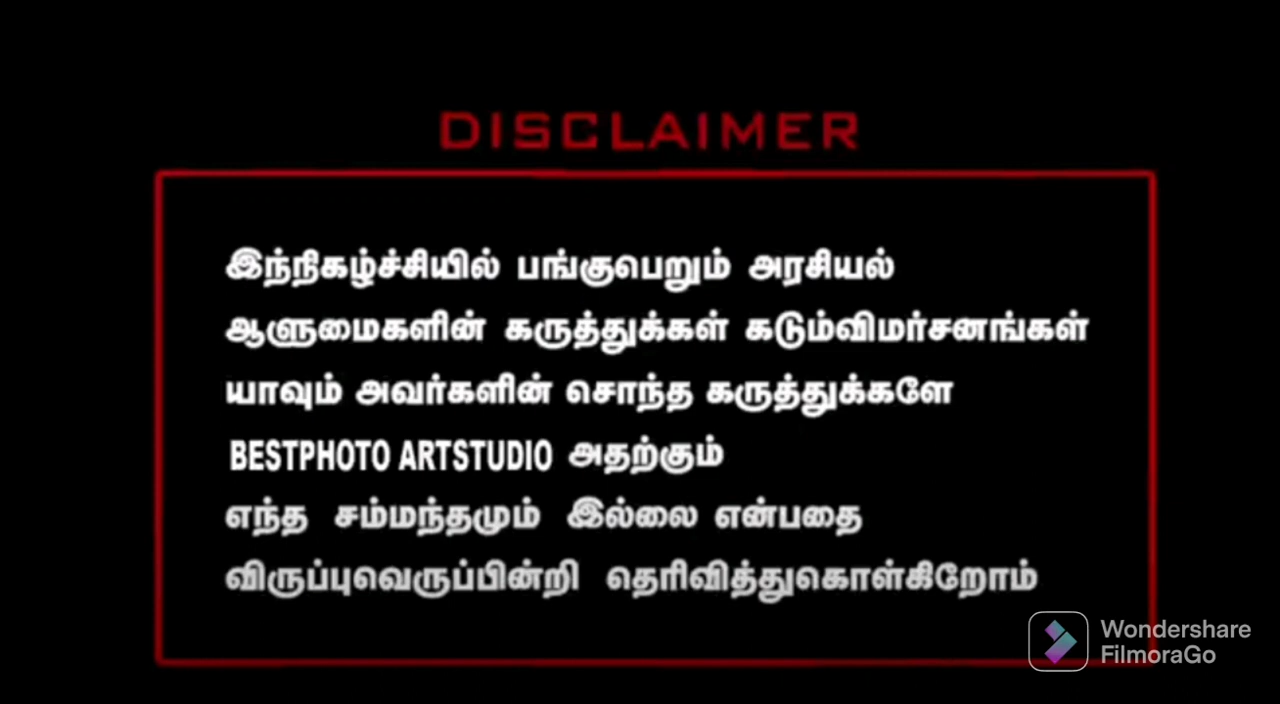 DISCLAIMER
இந்நிகழ்ச்சியில் பங்குபெறும் அரசியல்
ஆளுமைகளின் கருத்துக்கள் கடும்விமர்சனங்கள்
யாவும் அவர்களின் சொந்த கருத்துக்களே
BESTPHOTO ARTSTUDIO அதற்கும்
எந்த சம்மந்தமும் இல்லை என்பதை
விருப்புவெருப்பின்றி தெரிவித்துகொள்கிறோம்
Wondershare
FilmoraGo